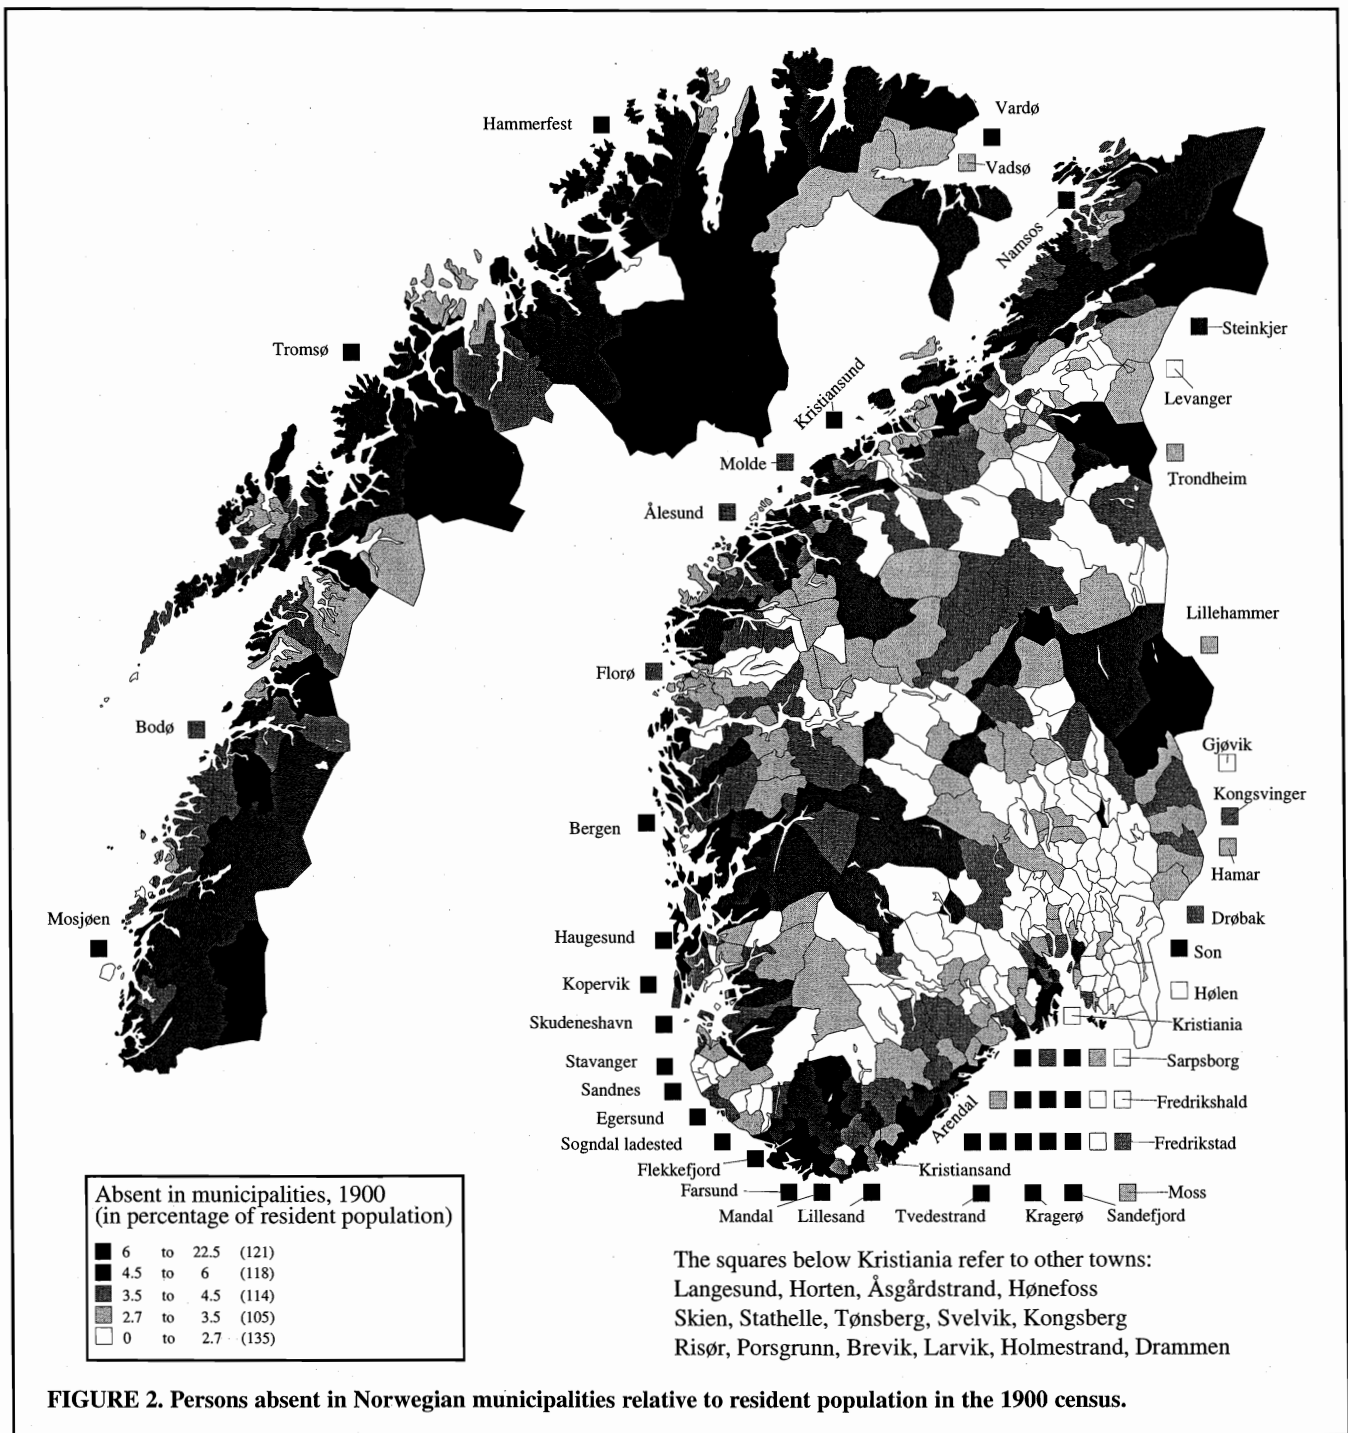 Vardø
Hammerfest
Vadsø
Namsos
Steinkjer
Tromsø
Kristiansund
Levanger
Molde
Trondheim
Ålesund
Lillehammer
Florø
Bodø
Gjøvik
Kongsvinger
Bergen
Hamar
Mosjøen
Drøbak
Haugesund
Son
Kopervik
Hølen
Skudeneshavn
Kristiania
Stavanger
Sarpsborg
Sandnes
Arendal
Fredrikshald
Egersund
Sogndal ladested
Fredrikstad
Flekkefjord
Kristiansand
Farsund
Moss
Mandal
Lillesand
Tvedestrand
Kragerø
Sandefjord
Absent in municipalities, 1900
(in percentage of resident population)
6 to 22.5 (121)
4.5 to 6 (118)
3.5 to 4.5 (114)
2.7 to 3.5 (105)
0 to 2.7 (135)
The squares below Kristiania refer to other towns:
Langesund, Horten, Åsgårdstrand, Hønefoss
Skien, Stathelle, Tønsberg, Svelvik, Kongsberg
Risør, Porsgrunn, Brevik, Larvik, Holmestrand, Drammen
FIGURE 2. Persons absent in Norwegian municipalities relative to resident population in the 1900 census.